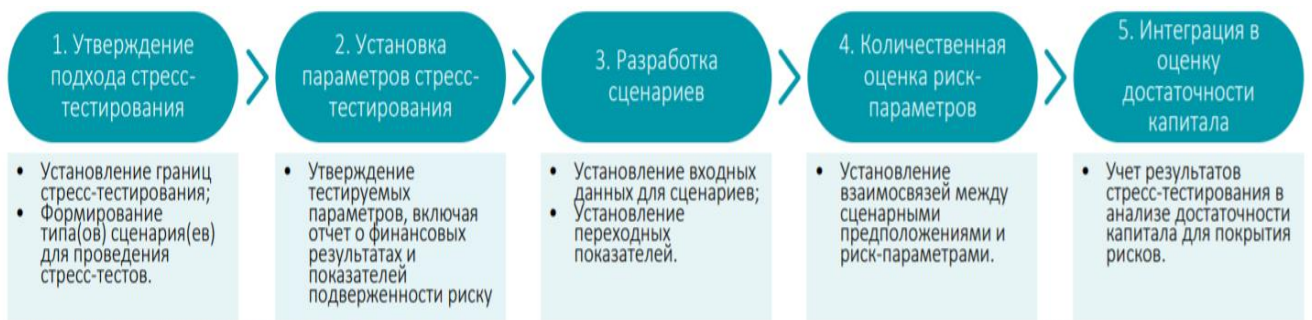 1. Утверждение
подхода стресс-
тестирования
2. Установка
параметров стресс-
тестирования
3. Разработка
сценариев
4. Количественная
оценка риск-
параметров
5. Интеграция в
оценку
достаточности
капитала
• Установление границ
стресс-тестирования;
• Формирование
типа(ов) сценария(ев)
для проведения
стресс-тестов.
• Утверждение
тестируемых
параметров, включая
отчет о финансовых
результатах и
показателей
подверженности риску
• Установление входных
данных для сценариев;
• Установление
переходных
показателей.
• Установление
взаимосвязей между
сценарными
предположениями и
риск-параметрами.
• Учет результатов
стресс-тестирования в
анализе достаточности
капитала для покрытия
рисков.